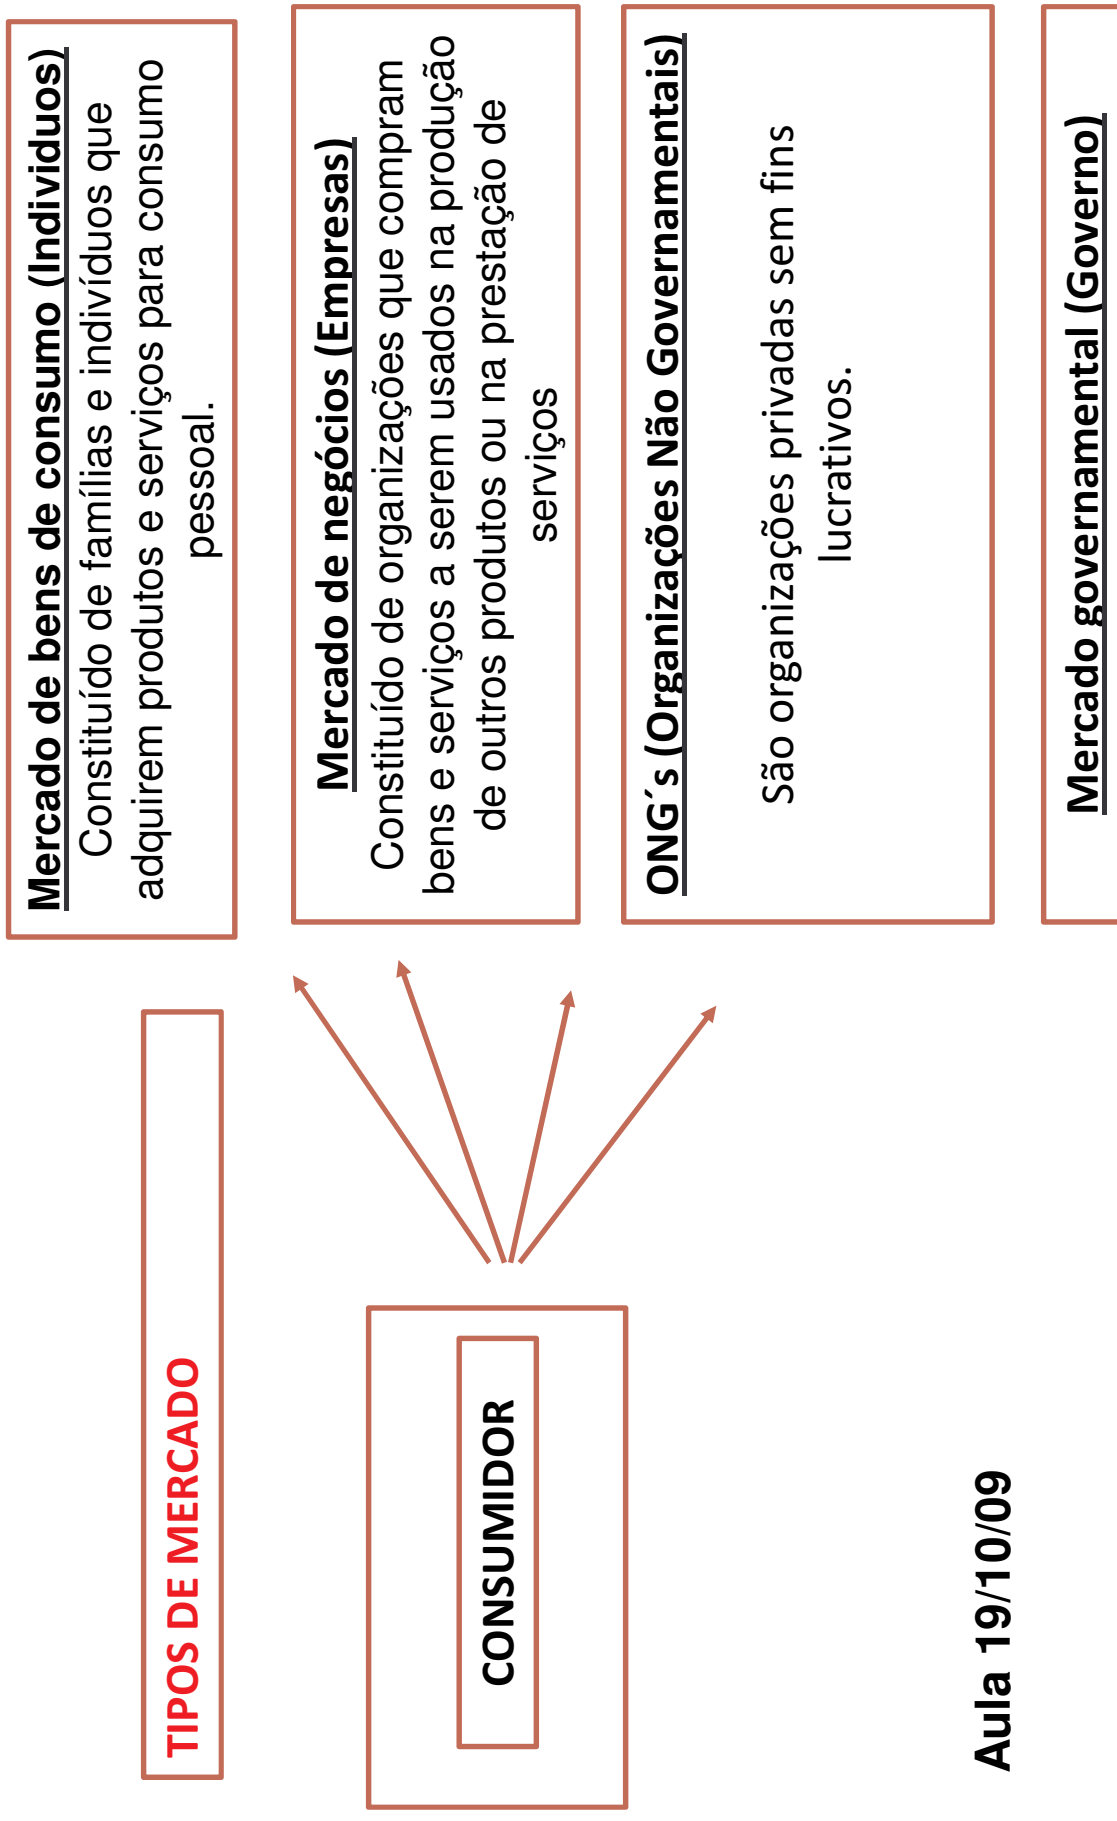 TIPOS DE MERCADO
CONSUMIDOR
Aula 19/10/09
Mercado de bens de consumo (Individuos)
Constituído de famílias e indivíduos que
adquirem produtos e serviços para consumo
pessoal.
Mercado de negócios (Empresas)
Constituído de organizações que compram
bens e serviços a serem usados na produção
de outros produtos ou na prestação de
serviços
ONG´s (Organizações Não Governamentais)
São organizações privadas sem fins
lucrativos.
Mercado governamental (Governo)